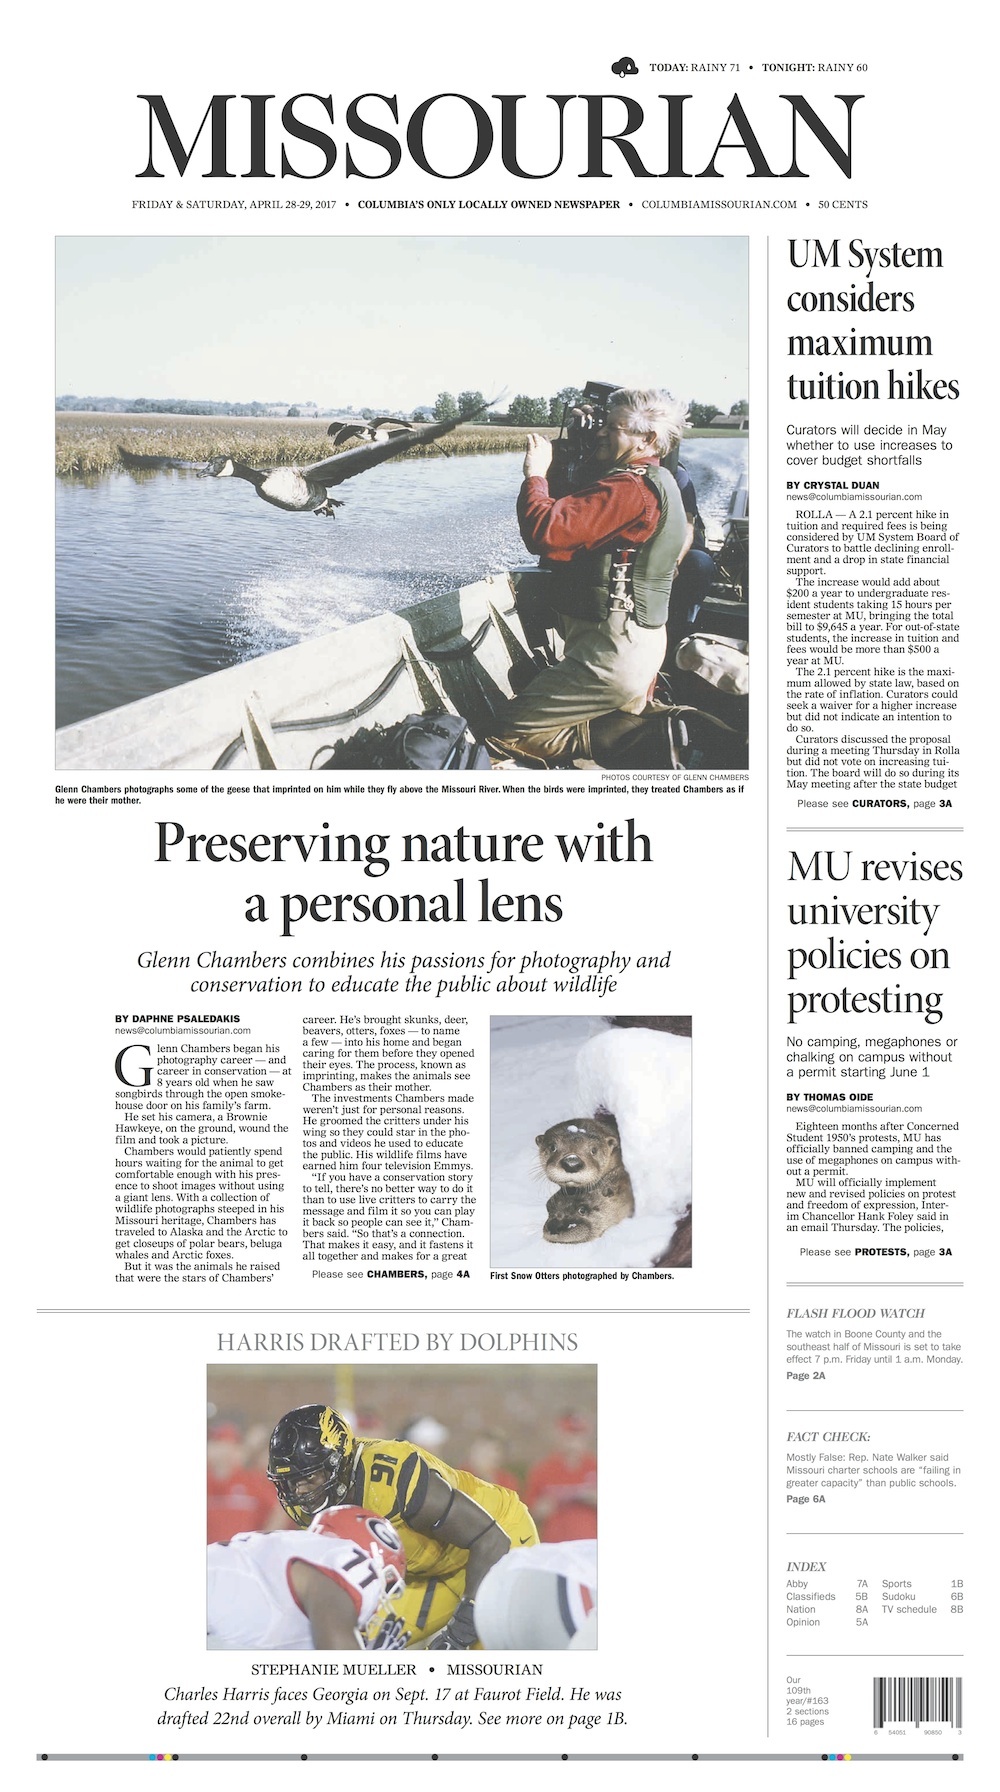 TODAY: RAINY 71 • TONIGHT: RAINY 60
MISSOURIAN
FRIDAY & SATURDAY, APRIL 28-29, 2017 • COLUMBIA'S ONLY LOCALLY OWNED NEWSPAPER • COLUMBIAMISSOURIAN.COM • 50 CENTS
PHOTOS COURTESY OF GLENN CHAMBERS
Glenn Chambers photographs some of the geese that imprinted on him while they fly above the Missouri River. When the birds were imprinted, they treated Chambers as if
he were their mother.
Preserving nature with
a personal lens
Glenn Chambers combines his passions for photography and
conservation to educate the public about wildlife
BY DAPHNE PSALEDAKIS
news@columbiamissourian.com
Glenn Chambers began his
photography career — and
career in conservation — at
8 years old when he saw
songbirds through the open smoke-
house door on his family's farm.
He set his camera, a Brownie
Hawkeye, on the ground, wound the
film and took a picture.
Chambers would patiently spend
hours waiting for the animal to get
comfortable enough with his pres-
ence to shoot images without using
a giant lens. With a collection of
wildlife photographs steeped in his
Missouri heritage, Chambers has
traveled to Alaska and the Arctic to
get closeups of polar bears, beluga
whales and Arctic foxes.
But it was the animals he raised
that were the stars of Chambers'
career. He's brought skunks, deer,
beavers, otters, foxes — to name
a few — into his home and began
caring for them before they opened
their eyes. The process, known as
imprinting, makes the animals see
Chambers as their mother.
The investments Chambers made
weren't just for personal reasons.
He groomed the critters under his
wing so they could star in the pho-
tos and videos he used to educate
the public. His wildlife films have
earned him four television Emmys.
"If you have a conservation story
to tell, there's no better way to do it
than to use live critters to carry the
message and film it so you can play
it back so people can see it," Cham-
bers said. "So that's a connection.
That makes it easy, and it fastens it
all together and makes for a great
Please see CHAMBERS, page 4A
First Snow Otters photographed by Chambers.
HARRIS DRAFTED BY DOLPHINS
91
G
77
STEPHANIE MUELLER • MISSOURIAN
Charles Harris faces Georgia on Sept. 17 at Faurot Field. He was
drafted 22nd overall by Miami on Thursday. See more on page 1B.
UM System
considers
maximum
tuition hikes
Curators will decide in May
whether to use increases to
cover budget shortfalls
BY CRYSTAL DUAN
news@columbiamissourian.com
ROLLA — A 2.1 percent hike in
tuition and required fees is being
considered by UM System Board of
Curators to battle declining enroll-
ment and a drop in state financial
support.
The increase would add about
$200 a year to undergraduate res-
ident students taking 15 hours per
semester at MU, bringing the total
bill to $9,645 a year. For out-of-state
students, the increase in tuition and
fees would be more than $500 a
year at MU.
The 2.1 percent hike is the maxi-
mum allowed by state law, based on
the rate of inflation. Curators could
seek a waiver for a higher increase
but did not indicate an intention to
do so.
Curators discussed the proposal
during a meeting Thursday in Rolla
but did not vote on increasing tui-
tion. The board will do so during its
May meeting after the state budget
Please see CURATORS, page 3A
MU revises
university
policies on
protesting
No camping, megaphones or
chalking on campus without
a permit starting June 1
BY THOMAS OIDE
news@columbiamissourian.com
Eighteen months after Concerned
Student 1950's protests, MU has
officially banned camping and the
use of megaphones on campus with-
out a permit.
MU will officially implement
new and revised policies on protest
and freedom of expression, Inter-
im Chancellor Hank Foley said in
an email Thursday. The policies,
Please see PROTESTS, page 3A
FLASH FLOOD WATCH
The watch in Boone County and the
southeast half of Missouri is set to take
effect 7 p.m. Friday until 1 a.m. Monday.
Page 2A
FACT CHECK:
Mostly False: Rep. Nate Walker said
Missouri charter schools are "failing in
greater capacity" than public schools.
Page 6A
INDEX
Abby 7A Sports 1B
Classifieds 5B Sudoku 6B
Nation 8A TV schedule 8B
Opinion 5A
Our
109th
year/#163
2 sections
16 pages
6 54051 90850 3